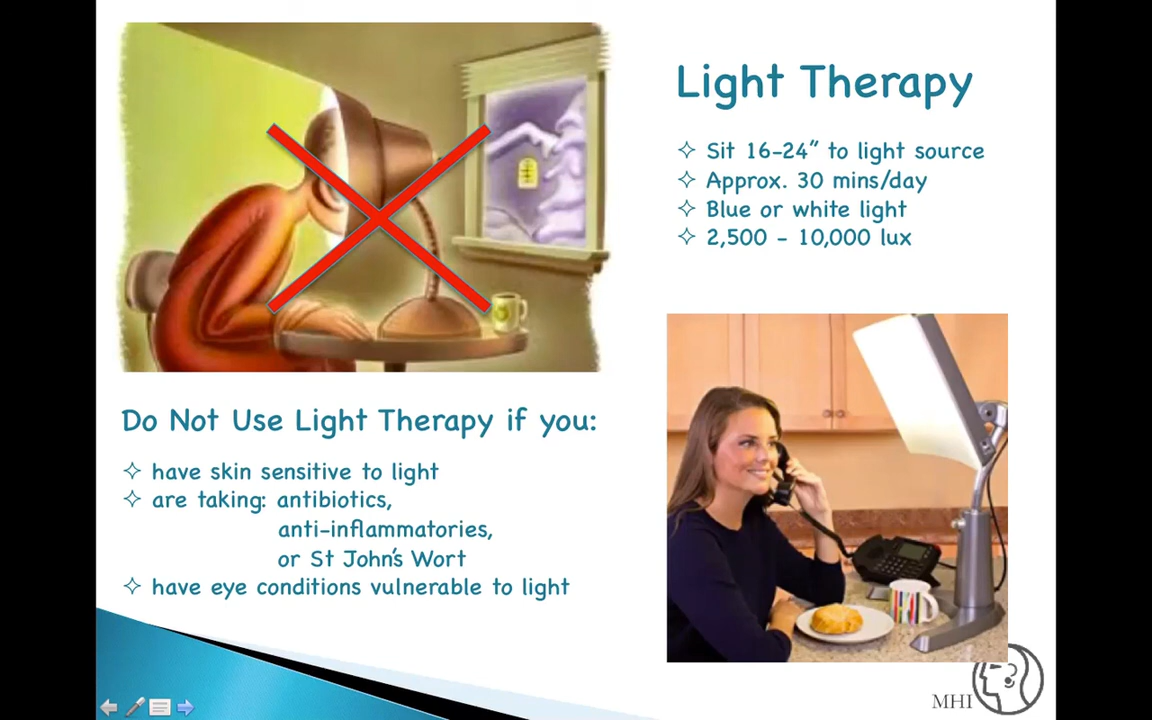 Light Therapy
✧ Sit 16-24” to light source
✧ Approx. 30 mins/day
✧ Blue or white light
✧ 2,500 - 10,000 lux
Do Not Use Light Therapy if you:
✧ have skin sensitive to light
✧ are taking: antibiotics,
anti-inflammatories,
or St John’s Wort
✧ have eye conditions vulnerable to light
MHI